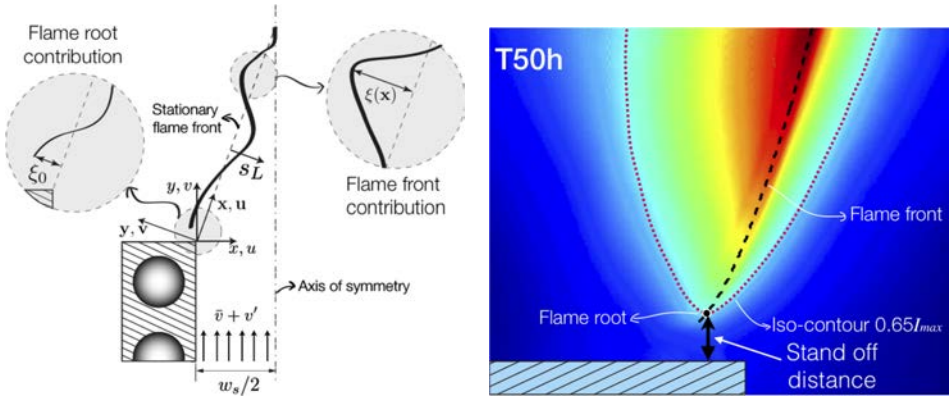 Flame root
contribution
ξ₀
Stationary
flame front
s_L
ξ(x)
Flame front
contribution
y, v
x, u
y, v̂
x, u
Axis of symmetry
v̄ + v′
w_s/2
T50h
Flame front
Flame root
Iso-contour 0.65I_max
Stand off
distance